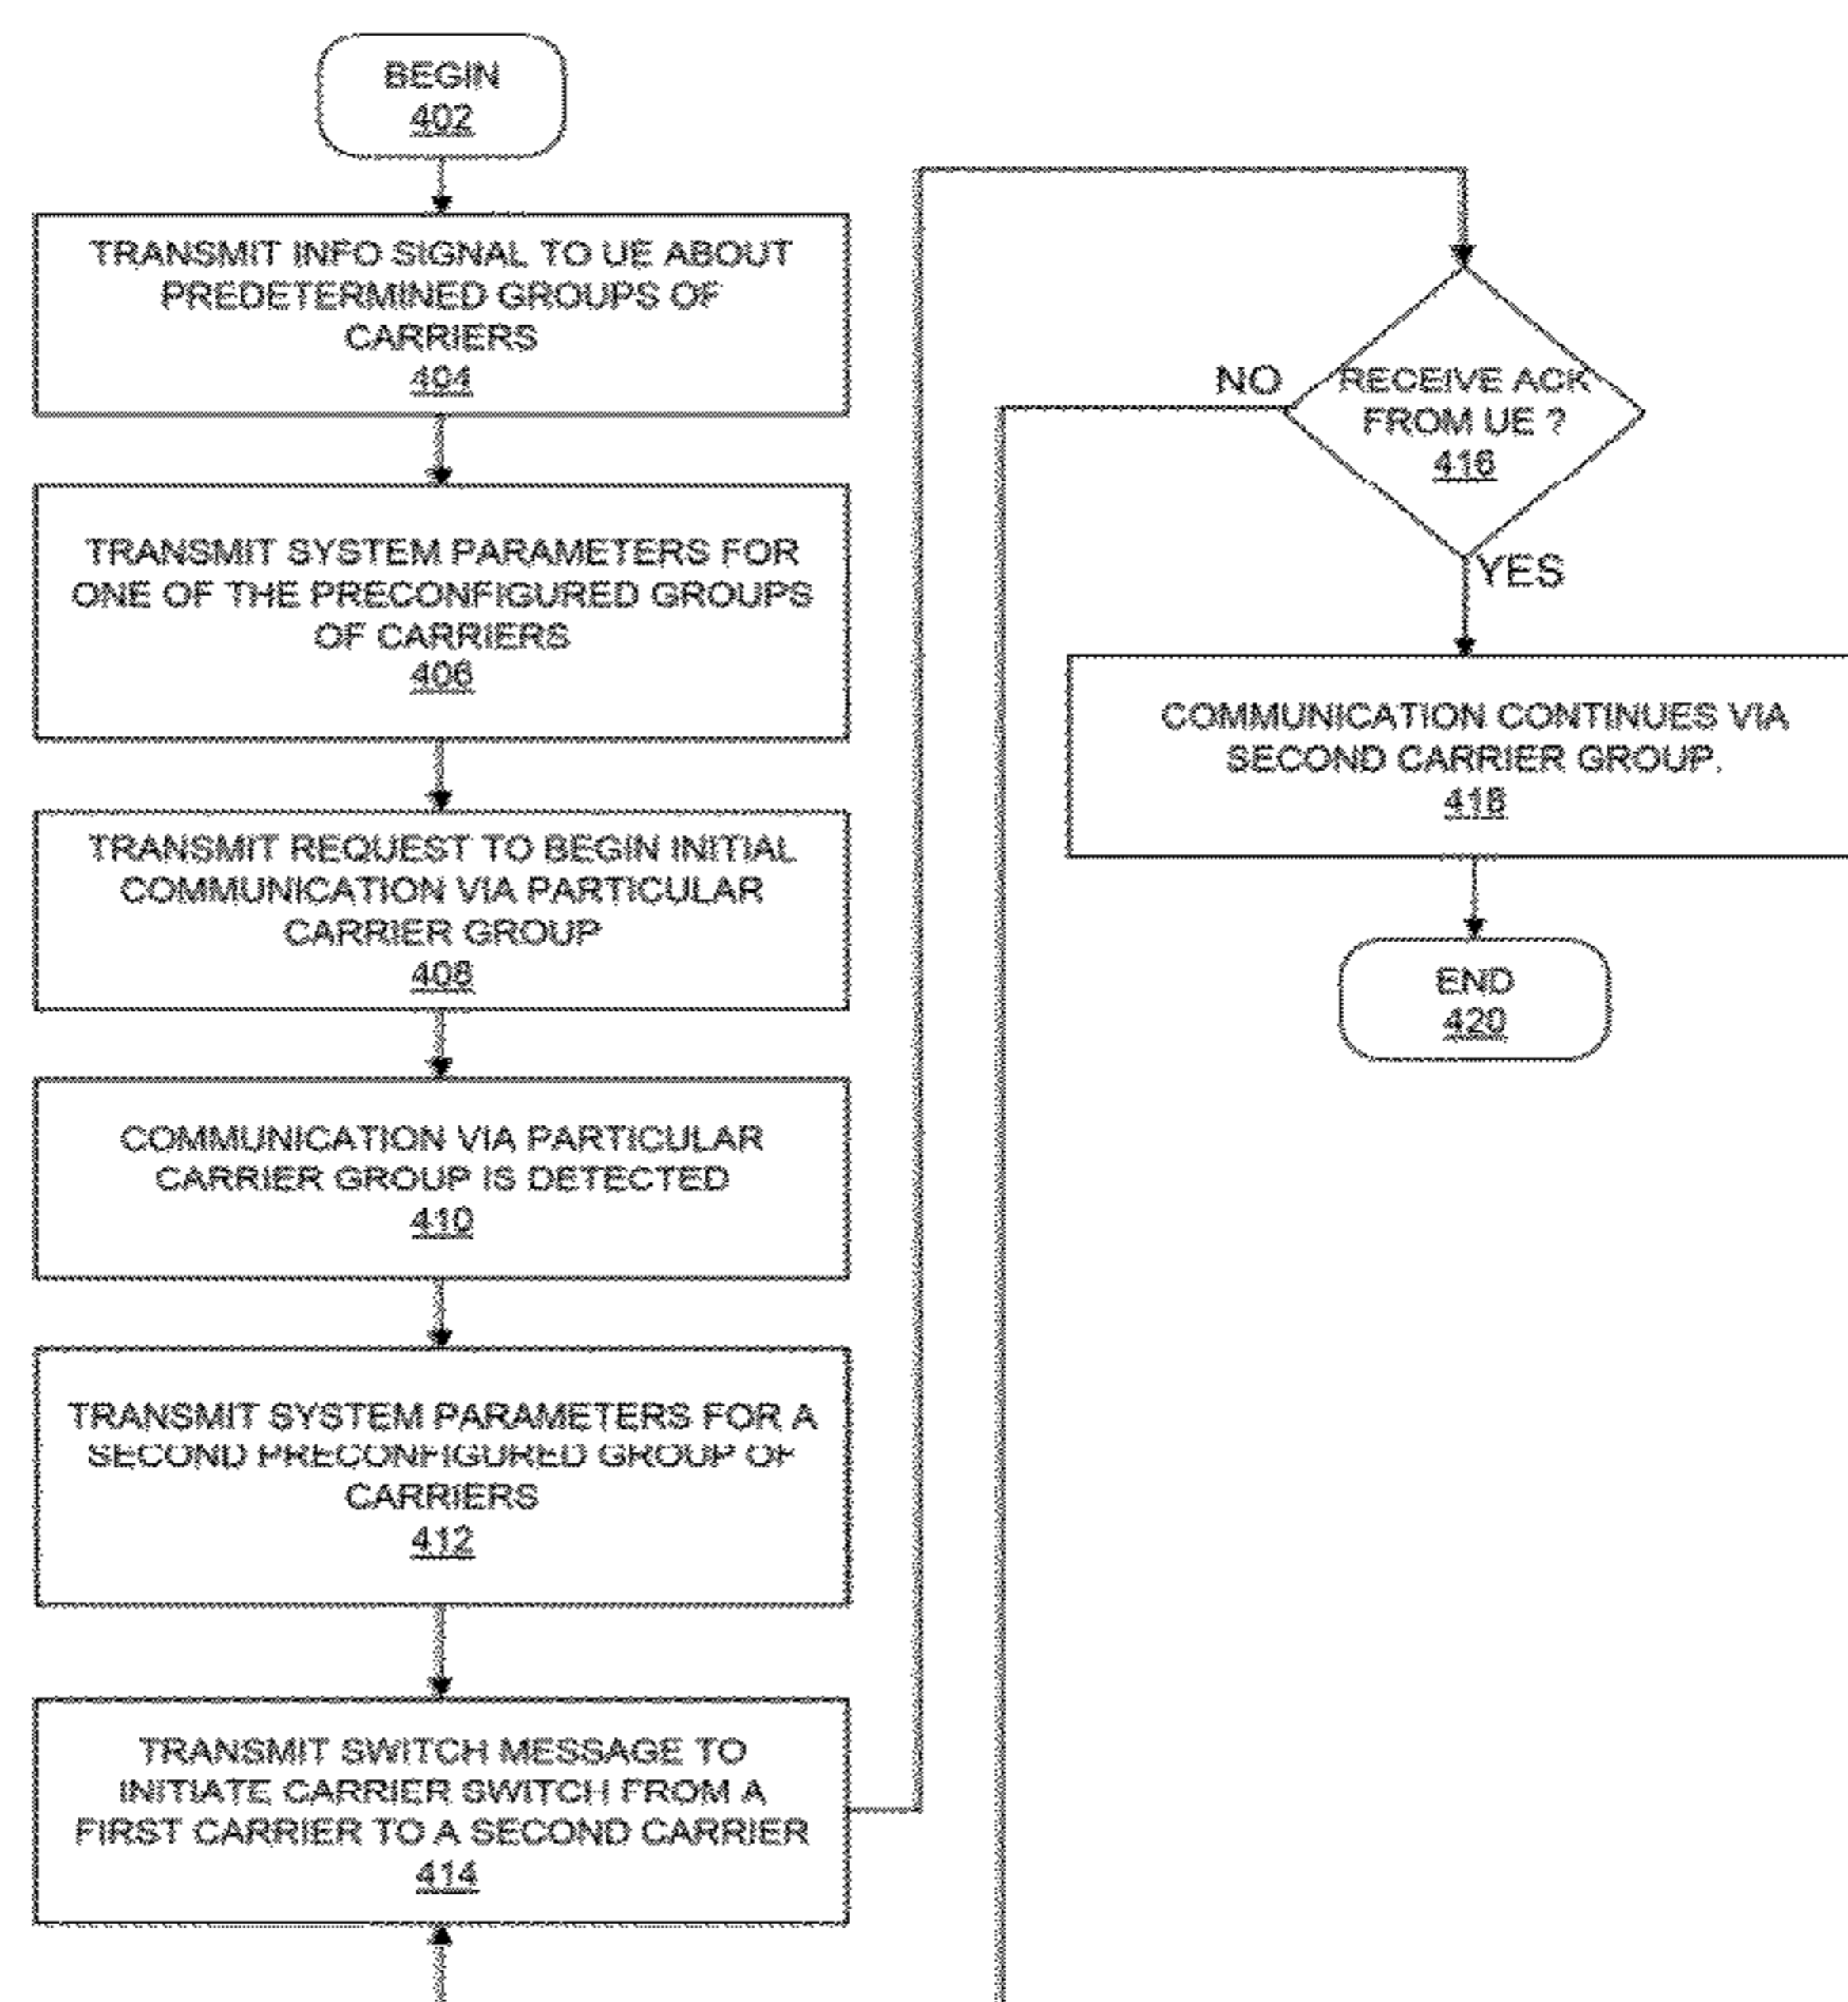 BEGIN
402
TRANSMIT INFO SIGNAL TO UE ABOUT
PREDETERMINED GROUPS OF
CARRIERS
404
TRANSMIT SYSTEM PARAMETERS FOR
ONE OF THE PRECONFIGURED GROUPS
OF CARRIERS
406
TRANSMIT REQUEST TO BEGIN INITIAL
COMMUNICATION VIA PARTICULAR
CARRIER GROUP
408
COMMUNICATION VIA PARTICULAR
CARRIER GROUP IS DETECTED
410
TRANSMIT SYSTEM PARAMETERS FOR A
SECOND PRECONFIGURED GROUP OF
CARRIERS
412
TRANSMIT SWITCH MESSAGE TO
INITIATE CARRIER SWITCH FROM A
FIRST CARRIER TO A SECOND CARRIER
414
NO
RECEIVE ACK
FROM UE ?
416
YES
COMMUNICATION CONTINUES VIA
SECOND CARRIER GROUP.
418
END
420